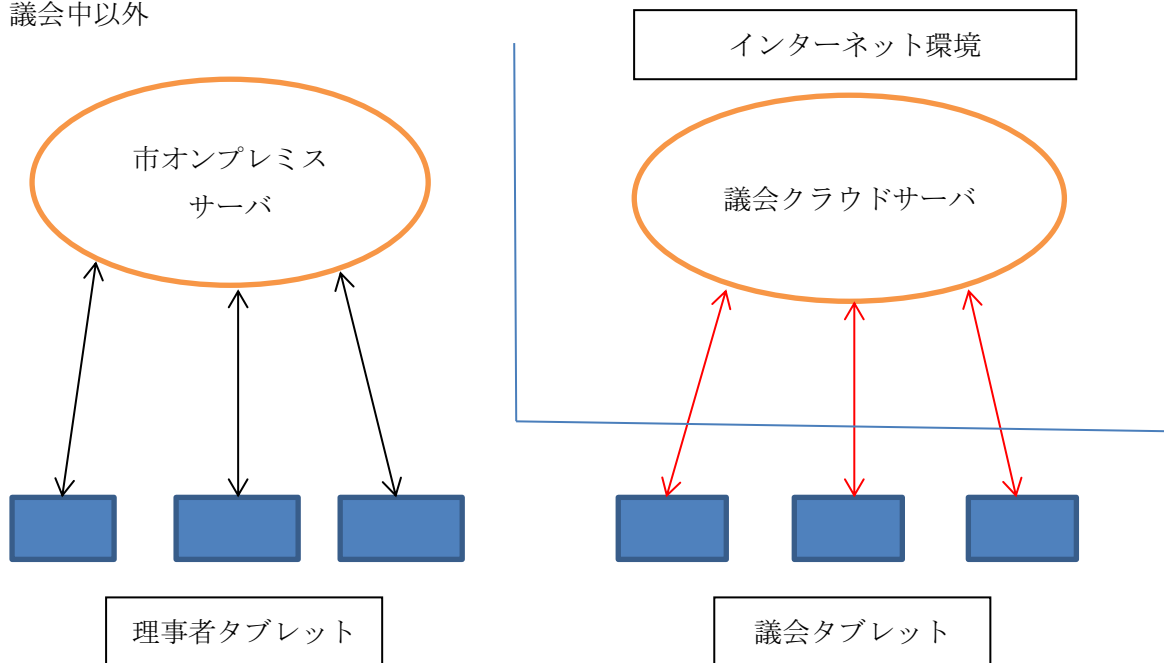 議会中以外
インターネット環境
市オンプレミス
サーバ
議会クラウドサーバ
理事者タブレット
議会タブレット